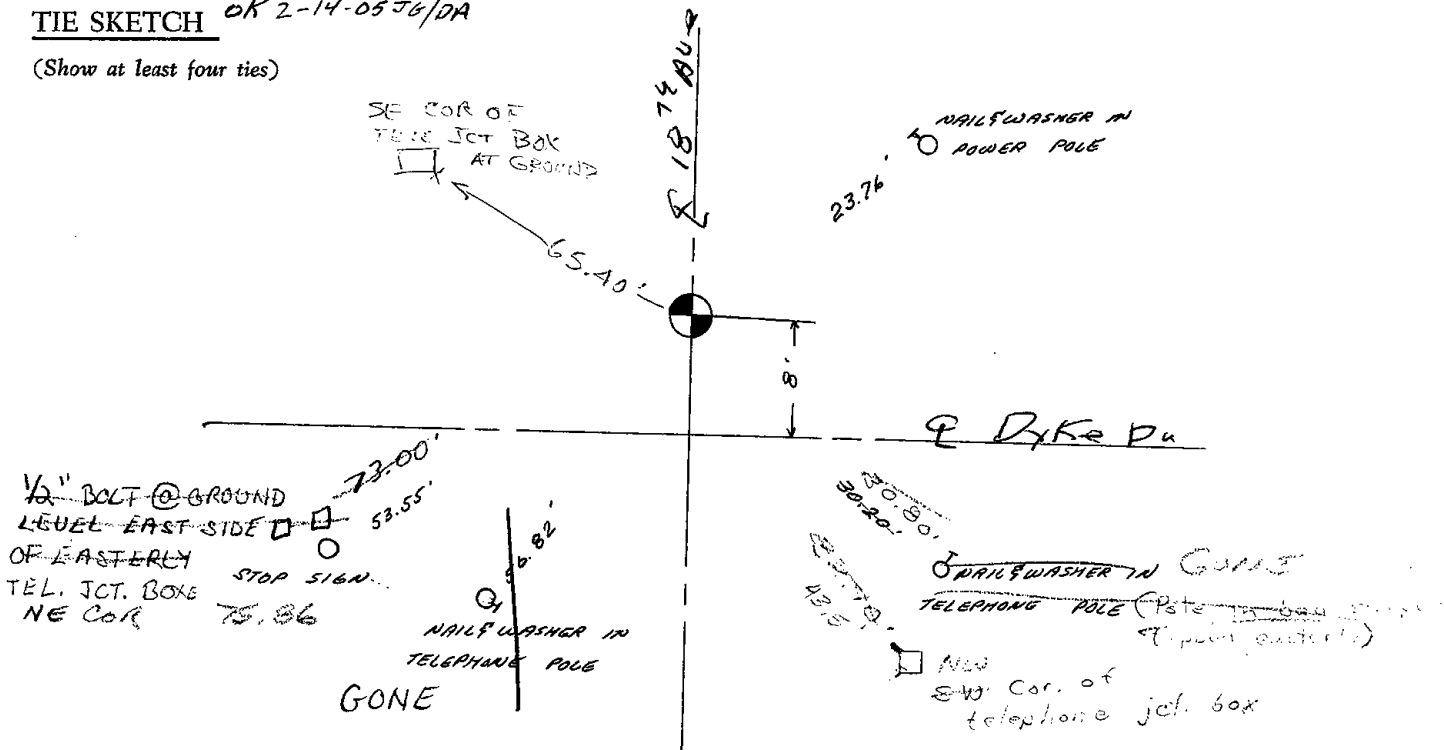 TIE SKETCH OK 2-14-05 JG/DA
(Show at least four ties)
SE COR OF
TELE JCT BOX
AT GROUND
℄ 18TH AVE
NAIL & WASHER IN
POWER POLE
23.76'
65.40'
8'
℄ Dyke
73.00'
53.55'
1/2" BOLT @ GROUND
LEVEL EAST SIDE
OF EASTERLY
TEL. JCT. BOXE
NE COR 75.86
STOP SIGN
56.82'
NAIL & WASHER IN
TELEPHONE POLE
GONE
30.20'
NAIL & WASHER IN GONE
TELEPHONE POLE (Pole
NW
SW Cor. of
telephone jct. box